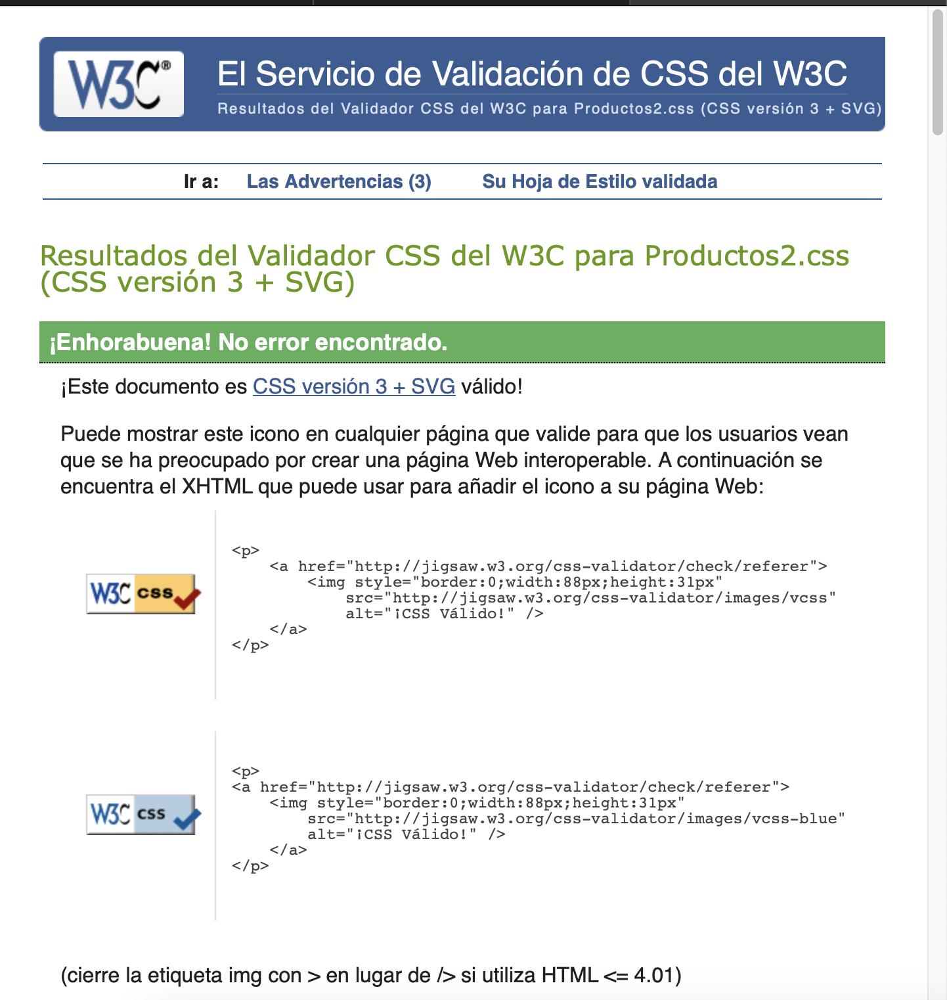 W3C®
El Servicio de Validación de CSS del W3C
Resultados del Validador CSS del W3C para Productos2.css (CSS versión 3 + SVG)
Ir a: Las Advertencias (3) Su Hoja de Estilo validada
Resultados del Validador CSS del W3C para Productos2.css
(CSS versión 3 + SVG)
¡Enhorabuena! No error encontrado.
¡Este documento es CSS versión 3 + SVG válido!
Puede mostrar este icono en cualquier página que valide para que los usuarios vean
que se ha preocupado por crear una página Web interoperable. A continuación se
encuentra el XHTML que puede usar para añadir el icono a su página Web:
W3C css
<p>
    <a href="http://jigsaw.w3.org/css-validator/check/referer">
        <img style="border:0;width:88px;height:31px"
            src="http://jigsaw.w3.org/css-validator/images/vcss"
            alt="¡CSS Válido!" />
    </a>
</p>
W3C css
<p>
<a href="http://jigsaw.w3.org/css-validator/check/referer">
    <img style="border:0;width:88px;height:31px"
        src="http://jigsaw.w3.org/css-validator/images/vcss-blue"
        alt="¡CSS Válido!" />
    </a>
</p>
(cierre la etiqueta img con > en lugar de /> si utiliza HTML <= 4.01)